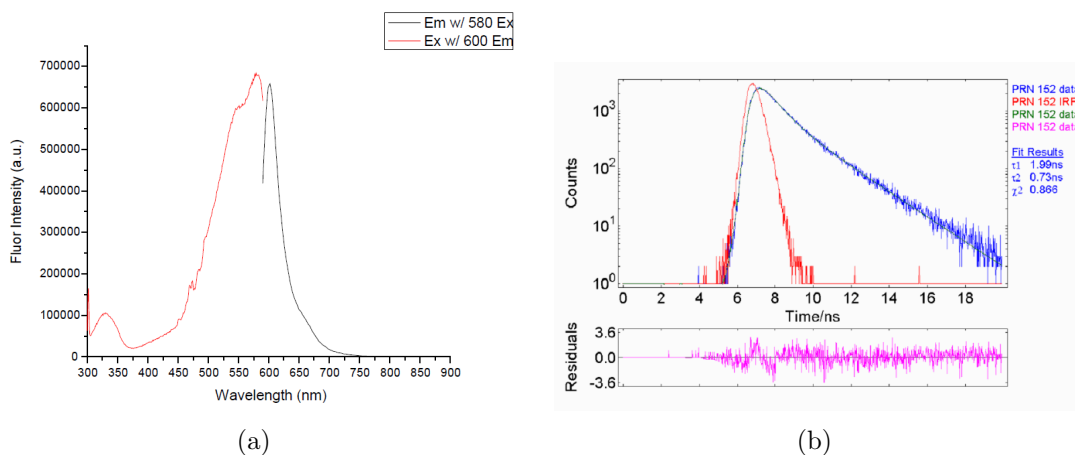 Em w/ 580 Ex
Ex w/ 600 Em
Fluor Intensity (a.u.)
700000
600000
500000
400000
300000
200000
100000
0
300 350 400 450 500 550 600 650 700 750 800 850 900
Wavelength (nm)
(a)
Counts
10³
10²
10¹
10⁰
0 2 4 6 8 10 12 14 16 18
Time/ns
PRN 152 data
PRN 152 IRF
PRN 152 data
PRN 152 data
Fit Results
τ1 1.99ns
τ2 0.73ns
χ2 0.866
Residuals
3.6
0.0
-3.6
(b)